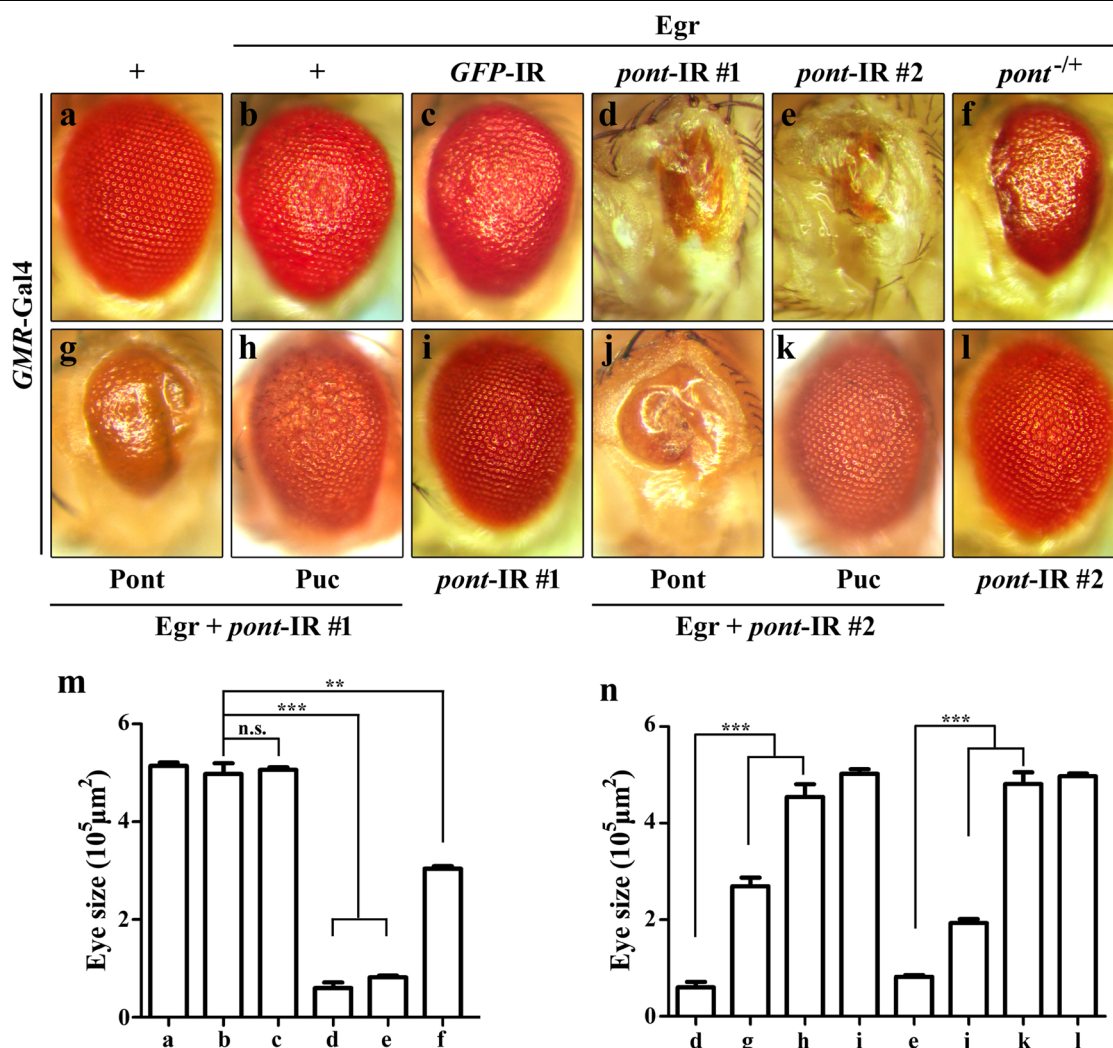 Egr
+ + GFP-IR pont-IR #1 pont-IR #2 pont-/+
GMR-Gal4
a b c d e f
g h i j k l
Pont Puc pont-IR #1 Pont Puc pont-IR #2
Egr + pont-IR #1 Egr + pont-IR #2
m
**
***
n.s.
Eye size (10⁵µm²)
6
4
2
0
a b c d e f
n
*** ***
Eye size (10⁵µm²)
6
4
2
0
d g h i e j k l